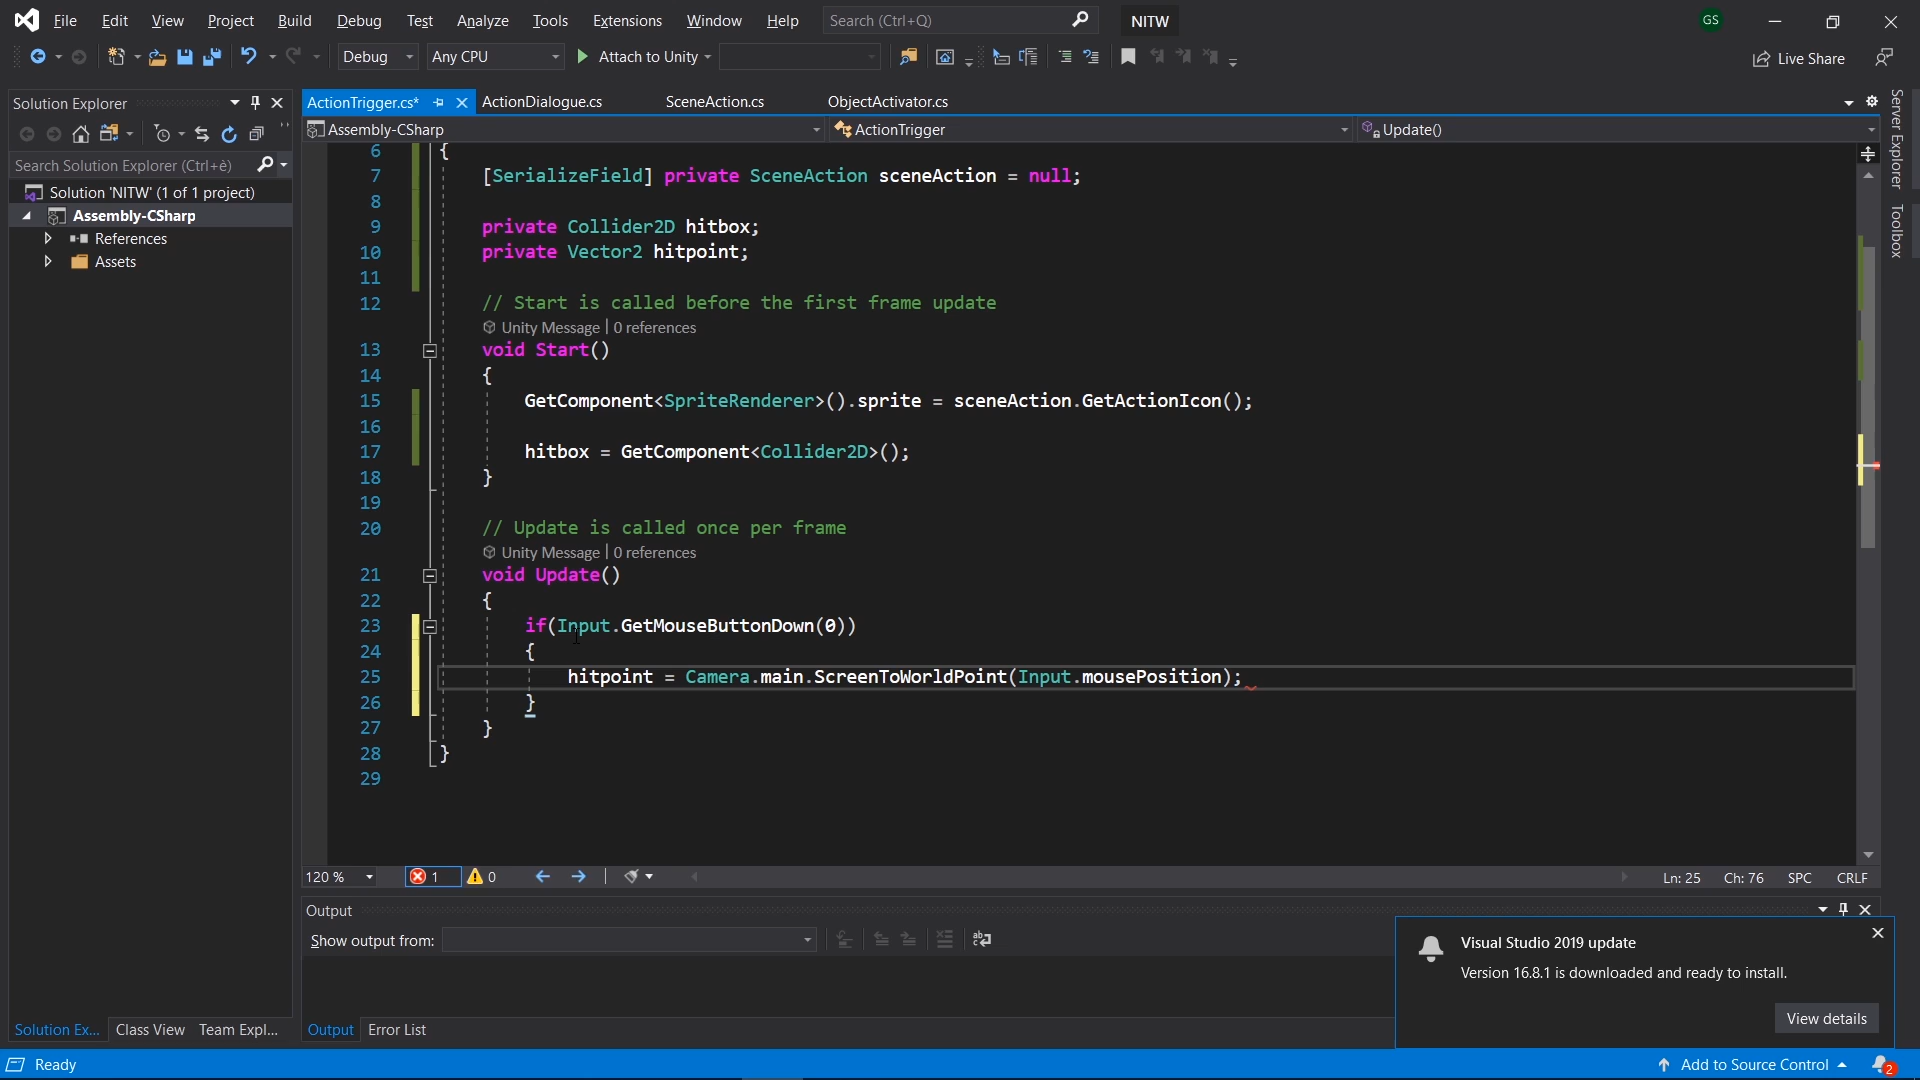 File Edit View Project Build Debug Test Analyze Tools Extensions Window Help Search (Ctrl+Q) NITW GS
Debug Any CPU Attach to Unity Live Share
Solution Explorer
Search Solution Explorer (Ctrl+è)
Solution 'NITW' (1 of 1 project)
Assembly-CSharp
References
Assets
ActionTrigger.cs* ActionDialogue.cs SceneAction.cs ObjectActivator.cs
Assembly-CSharp ActionTrigger Update()
6 {
7 [SerializeField] private SceneAction sceneAction = null;
8
9 private Collider2D hitbox;
10 private Vector2 hitpoint;
11
12 // Start is called before the first frame update
Unity Message | 0 references
13 void Start()
14 {
15 GetComponent<SpriteRenderer>().sprite = sceneAction.GetActionIcon();
16
17 hitbox = GetComponent<Collider2D>();
18 }
19
20 // Update is called once per frame
Unity Message | 0 references
21 void Update()
22 {
23 if(Input.GetMouseButtonDown(0))
24 {
25 hitpoint = Camera.main.ScreenToWorldPoint(Input.mousePosition);
26 }
27 }
28 }
29
120 % 1 0 Ln: 25 Ch: 76 SPC CRLF
Output
Show output from:
Visual Studio 2019 update
Version 16.8.1 is downloaded and ready to install.
View details
Solution Ex... Class View Team Expl... Output Error List
Ready Add to Source Control 2
Server Explorer
Toolbox